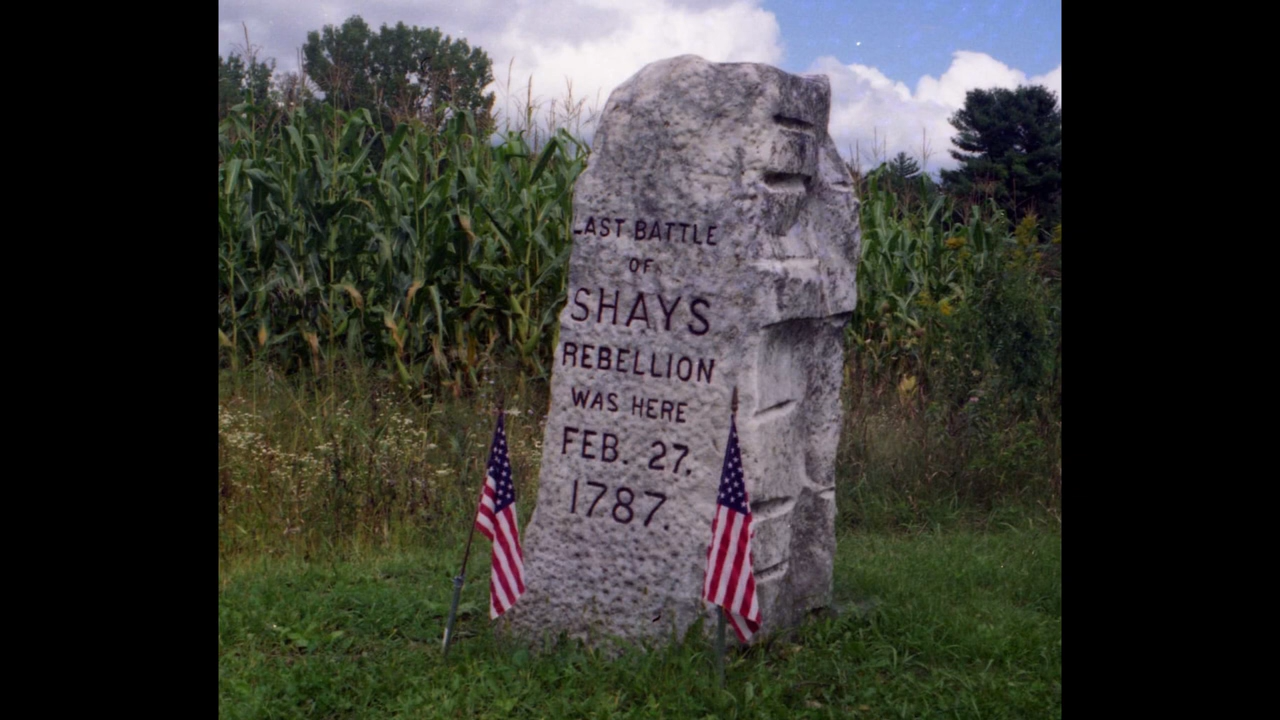 LAST BATTLE
OF
SHAYS
REBELLION
WAS HERE
FEB. 27,
1787.